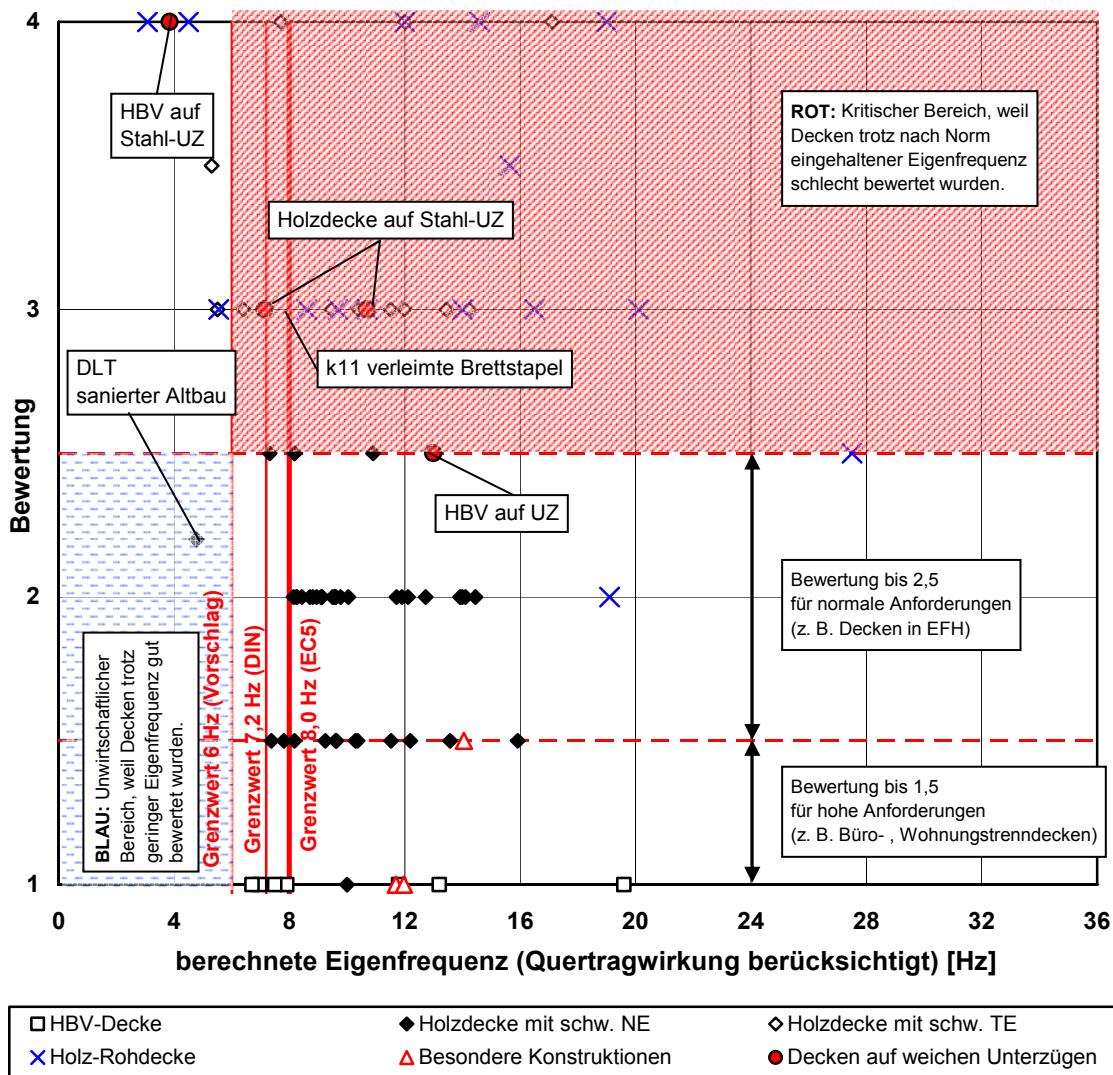 4
HBV auf
Stahl-UZ
ROT: Kritischer Bereich, weil
Decken trotz nach Norm
eingehaltener Eigenfrequenz
schlecht bewertet wurden.
Holzdecke auf Stahl-UZ
3
k11 verleimte Brettstapel
DLT
sanierter Altbau
Bewertung
HBV auf UZ
2
Bewertung bis 2,5
für normale Anforderungen
(z. B. Decken in EFH)
BLAU: Unwirtschaftlicher
Bereich, weil Decken trotz
geringer Eigenfrequenz gut
bewertet wurden.
Grenzwert 6 Hz (Vorschlag)
Grenzwert 7,2 Hz (DIN)
Grenzwert 8,0 Hz (EC5)
Bewertung bis 1,5
für hohe Anforderungen
(z. B. Büro- , Wohnungstrenndecken)
1
0 4 8 12 16 20 24 28 32 36
berechnete Eigenfrequenz (Quertragwirkung berücksichtigt) [Hz]
HBV-Decke Holzdecke mit schw. NE Holzdecke mit schw. TE
Holz-Rohdecke Besondere Konstruktionen Decken auf weichen Unterzügen